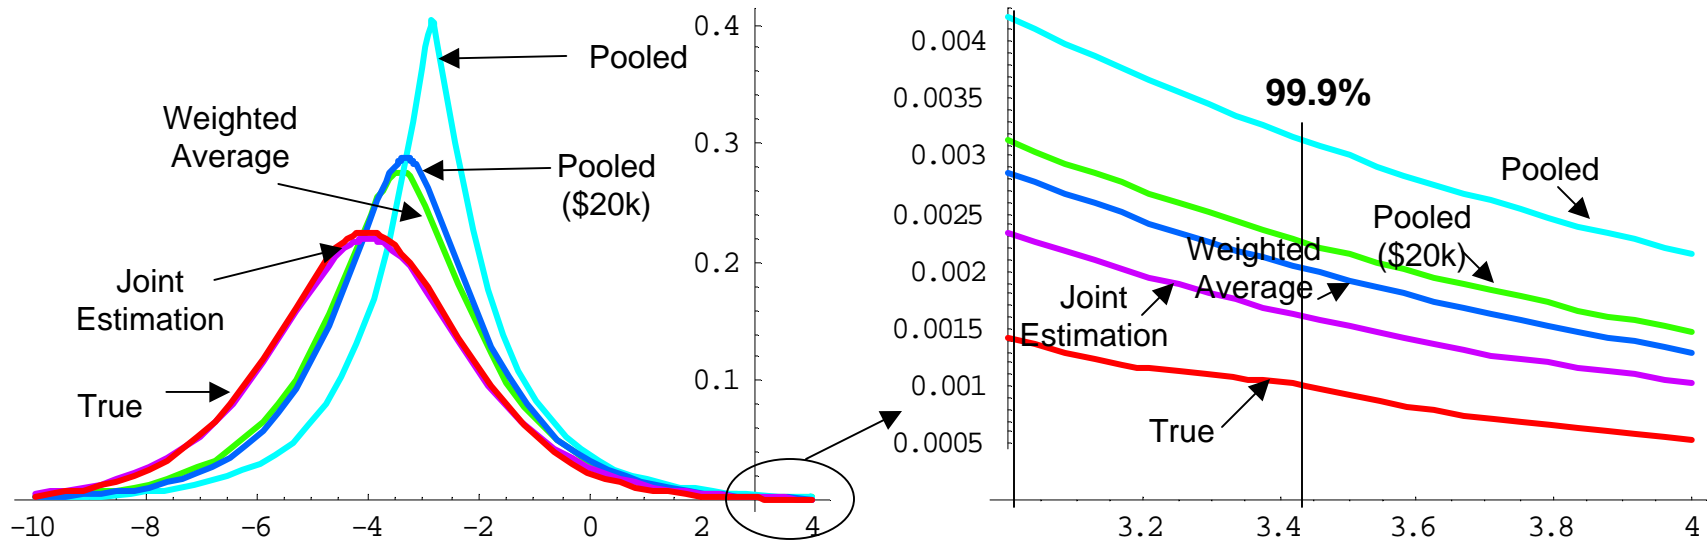 0.4
Pooled
Weighted
Average
0.3
Pooled
($20k)
0.2
Joint
Estimation
0.1
True
-10
-8
-6
-4
-2
0
2
4
0.004
99.9%
0.0035
0.003
Pooled
0.0025
Pooled
($20k)
Weighted
Average
0.002
Joint
Estimation
0.0015
0.001
True
0.0005
3.2
3.4
3.6
3.8
4